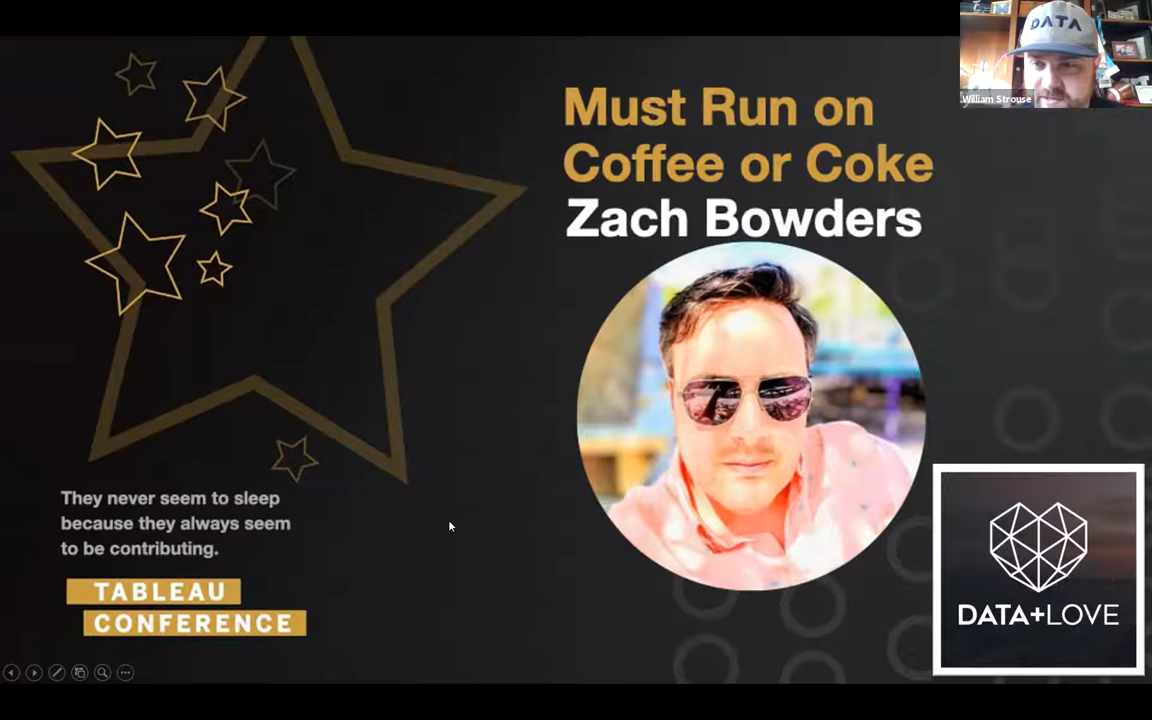 DATA
William Strouse
Must Run on
Coffee or Coke
Zach Bowders
They never seem to sleep
because they always seem
to be contributing.
TABLEAU
CONFERENCE
DATA+LOVE